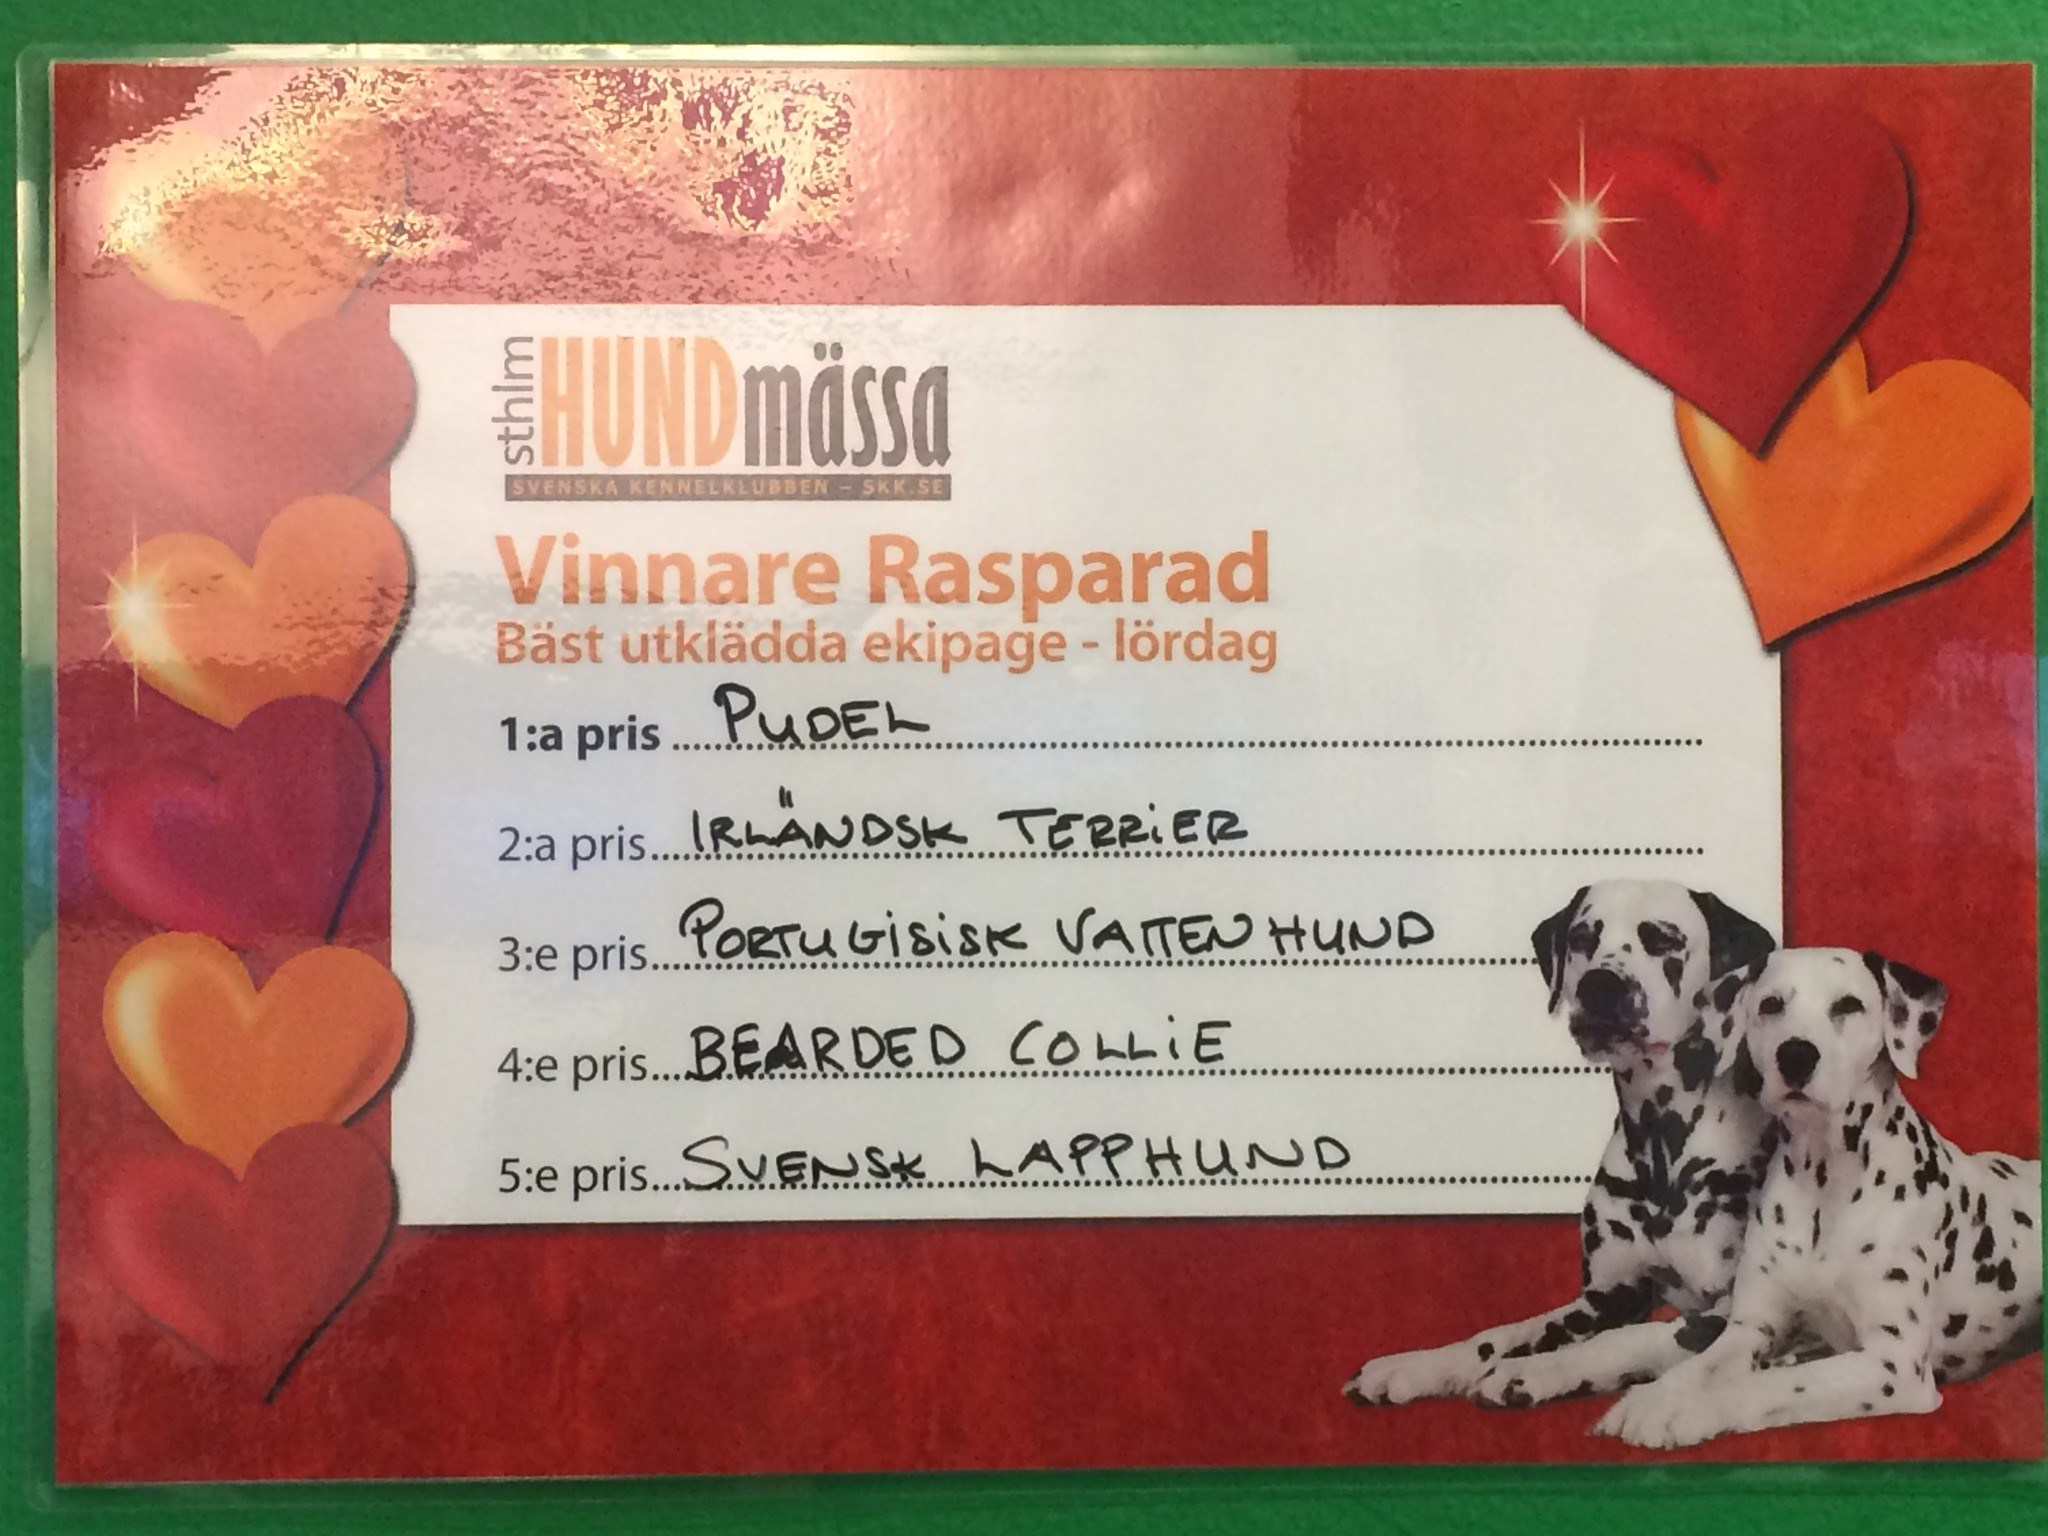 sthlm HUNDmässa
SVENSKA KENNELKLUBBEN – SKK.SE
Vinnare Rasparad
Bäst utklädda ekipage - lördag
1:a pris ... PUDEL
2:a pris ... IRLÄNDSK TERRIER
3:e pris ... PORTUGISISK VATTENHUND
4:e pris ... BEARDED COLLIE
5:e pris ... SVENSK LAPPHUND